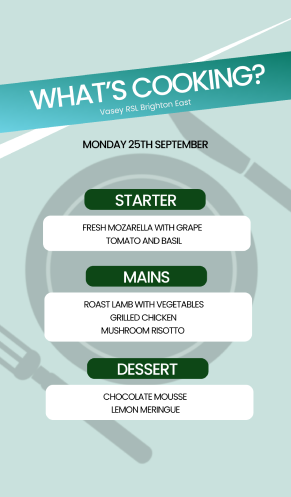 WHAT'S COOKING?
Vasey RSL Brighton East
MONDAY 25TH SEPTEMBER
STARTER
FRESH MOZARELLA WITH GRAPE
TOMATO AND BASIL
MAINS
ROAST LAMB WITH VEGETABLES
GRILLED CHICKEN
MUSHROOM RISOTTO
DESSERT
CHOCOLATE MOUSSE
LEMON MERINGUE